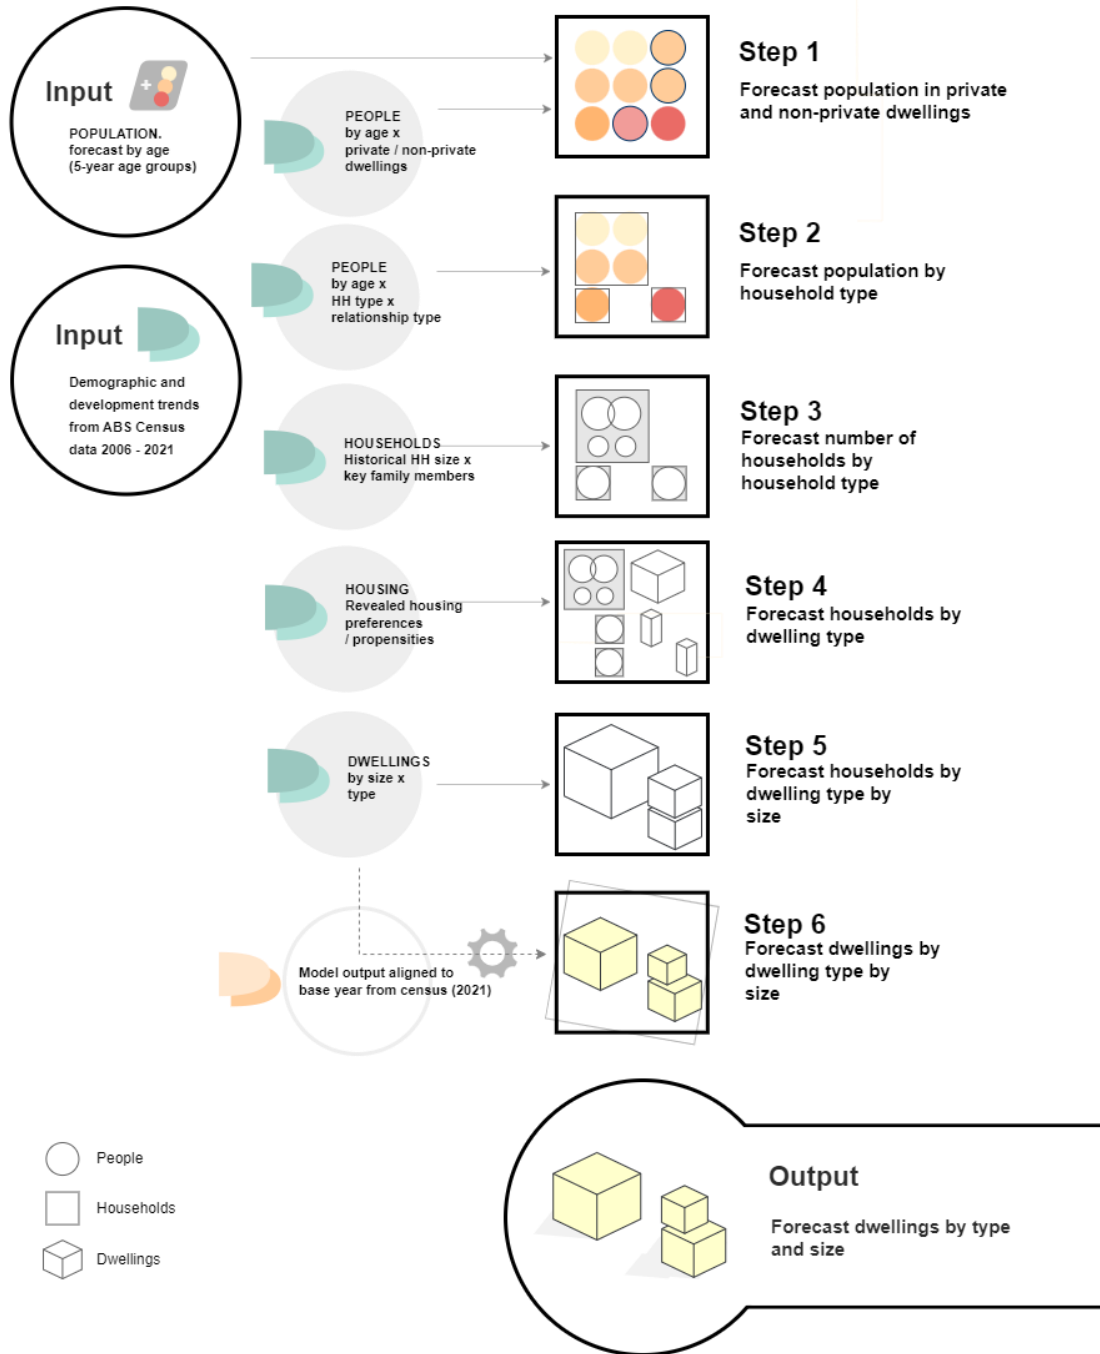 Input
POPULATION.
forecast by age
(5-year age groups)
PEOPLE
by age x
private / non-private
dwellings
Step 1
Forecast population in private
and non-private dwellings
PEOPLE
by age x
HH type x
relationship type
Step 2
Forecast population by
household type
Input
Demographic and
development trends
from ABS Census
data 2006 - 2021
HOUSEHOLDS
Historical HH size x
key family members
Step 3
Forecast number of
households by
household type
HOUSING
Revealed housing
preferences
/ propensities
Step 4
Forecast households by
dwelling type
DWELLINGS
by size x
type
Step 5
Forecast households by
dwelling type by
size
Model output aligned to
base year from census (2021)
Step 6
Forecast dwellings by
dwelling type by
size
People
Households
Dwellings
Output
Forecast dwellings by type
and size